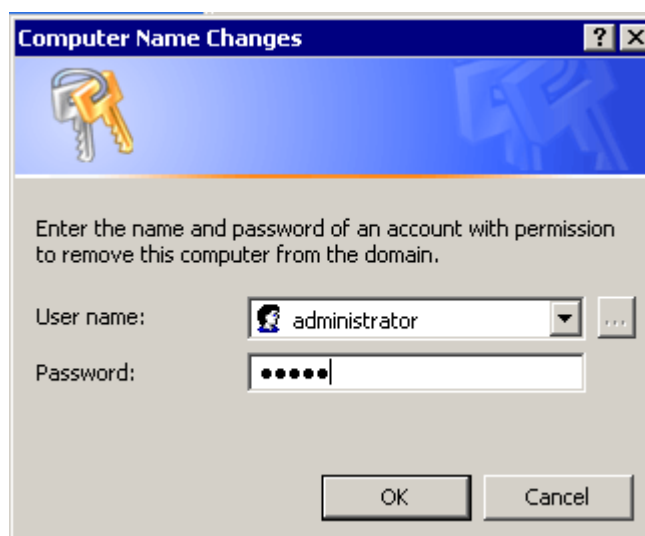 Computer Name Changes
Enter the name and password of an account with permission
to remove this computer from the domain.
User name: administrator ...
Password: •••••
OK Cancel